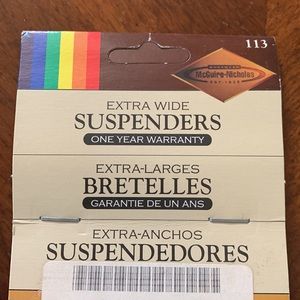 113
McGuire-Nicholas
EXTRA WIDE
SUSPENDERS
ONE YEAR WARRANTY
EXTRA-LARGES
BRETELLES
GARANTIE DE UN ANS
EXTRA-ANCHOS
SUSPENDEDORES